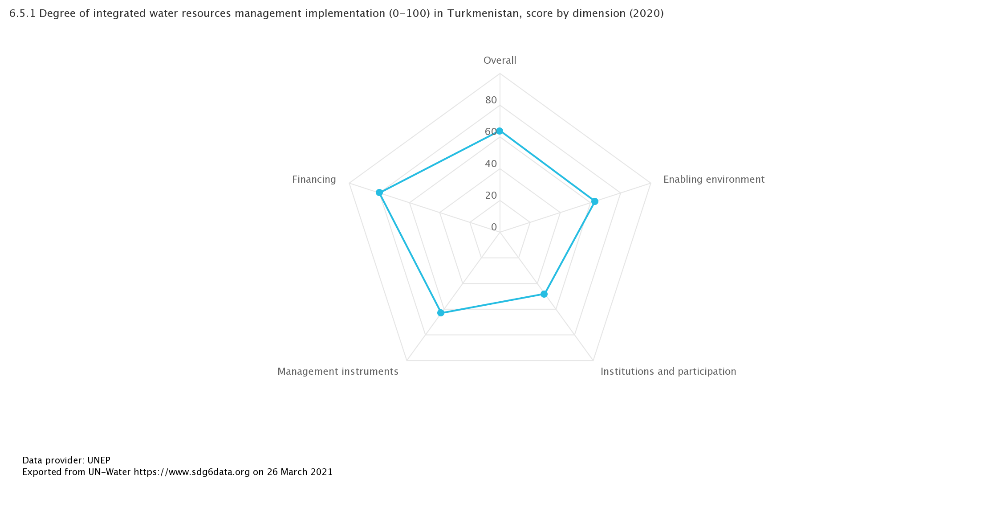 6.5.1 Degree of integrated water resources management implementation (0-100) in Turkmenistan, score by dimension (2020)
Overall
80
60
40
20
0
Financing
Enabling environment
Management instruments
Institutions and participation
Data provider: UNEP
Exported from UN-Water https://www.sdg6data.org on 26 March 2021